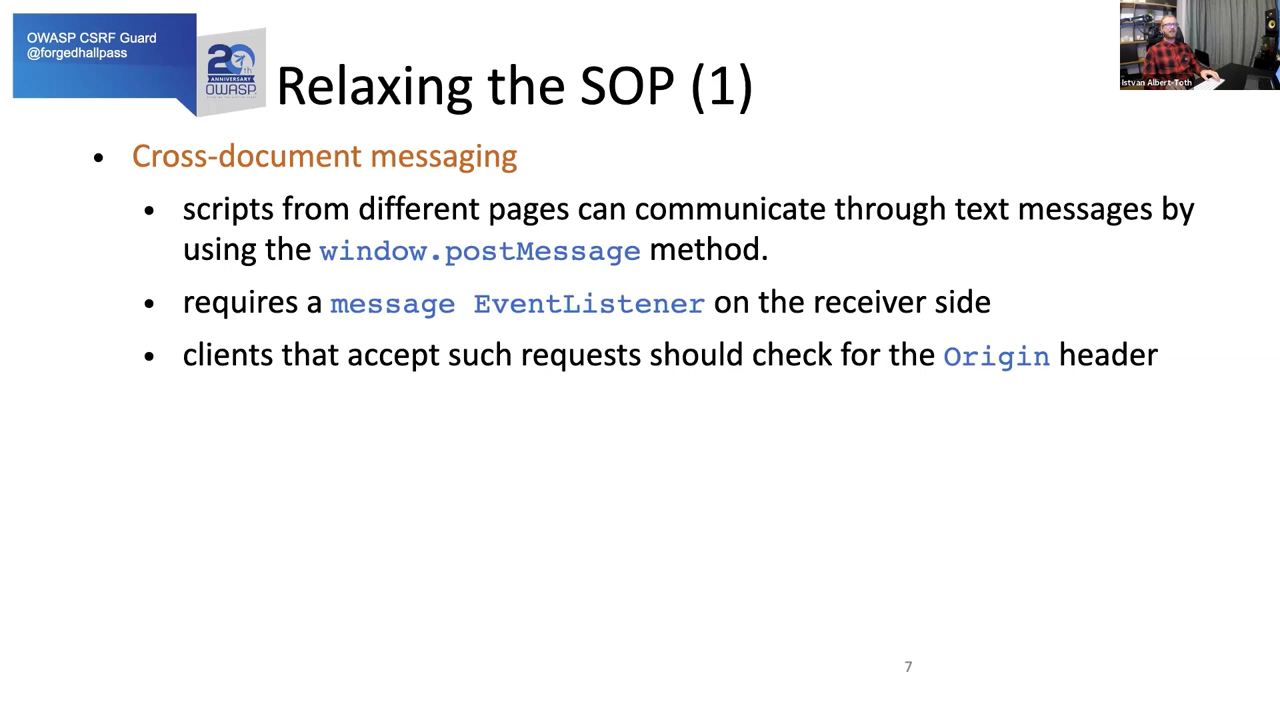 OWASP CSRF Guard
@forgedhallpass
20
ANNIVERSARY
OWASP
Relaxing the SOP (1)
Istvan Albert-Toth
• Cross-document messaging
• scripts from different pages can communicate through text messages by
using the window.postMessage method.
• requires a message EventListener on the receiver side
• clients that accept such requests should check for the Origin header
7